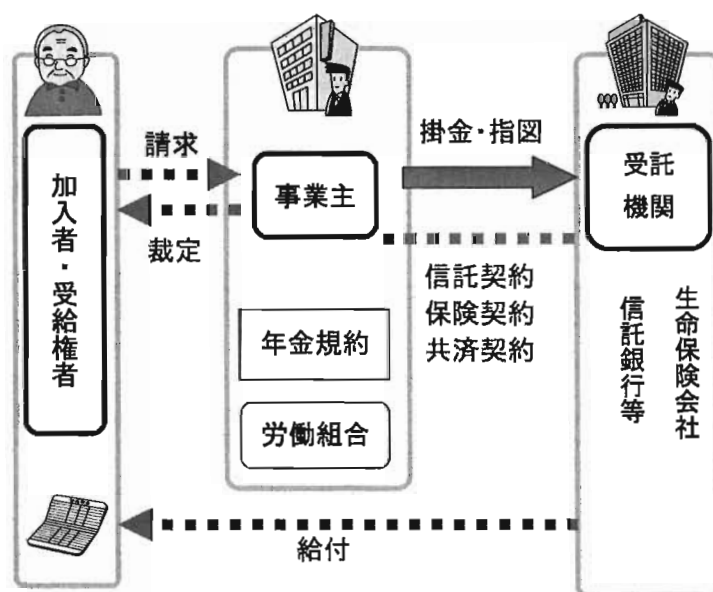 加入者・受給権者
請求
裁定
事業主
年金規約
労働組合
掛金・指図
信託契約
保険契約
共済契約
受託
機関
生命保険会社
信託銀行等
給付